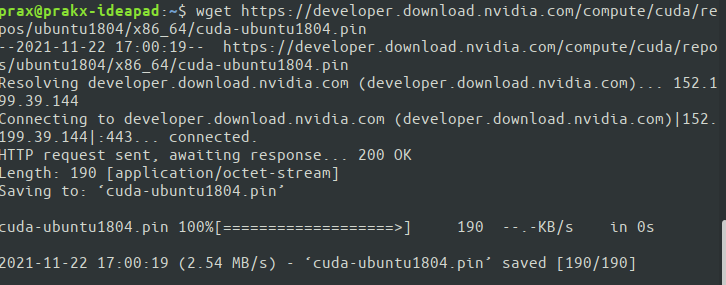 prax@prakx-ideapad:~$ wget https://developer.download.nvidia.com/compute/cuda/re
pos/ubuntu1804/x86_64/cuda-ubuntu1804.pin
--2021-11-22 17:00:19--  https://developer.download.nvidia.com/compute/cuda/repo
s/ubuntu1804/x86_64/cuda-ubuntu1804.pin
Resolving developer.download.nvidia.com (developer.download.nvidia.com)... 152.1
99.39.144
Connecting to developer.download.nvidia.com (developer.download.nvidia.com)|152.
199.39.144|:443... connected.
HTTP request sent, awaiting response... 200 OK
Length: 190 [application/octet-stream]
Saving to: ‘cuda-ubuntu1804.pin’
cuda-ubuntu1804.pin 100%[===================>]     190  --.-KB/s    in 0s
2021-11-22 17:00:19 (2.54 MB/s) - ‘cuda-ubuntu1804.pin’ saved [190/190]